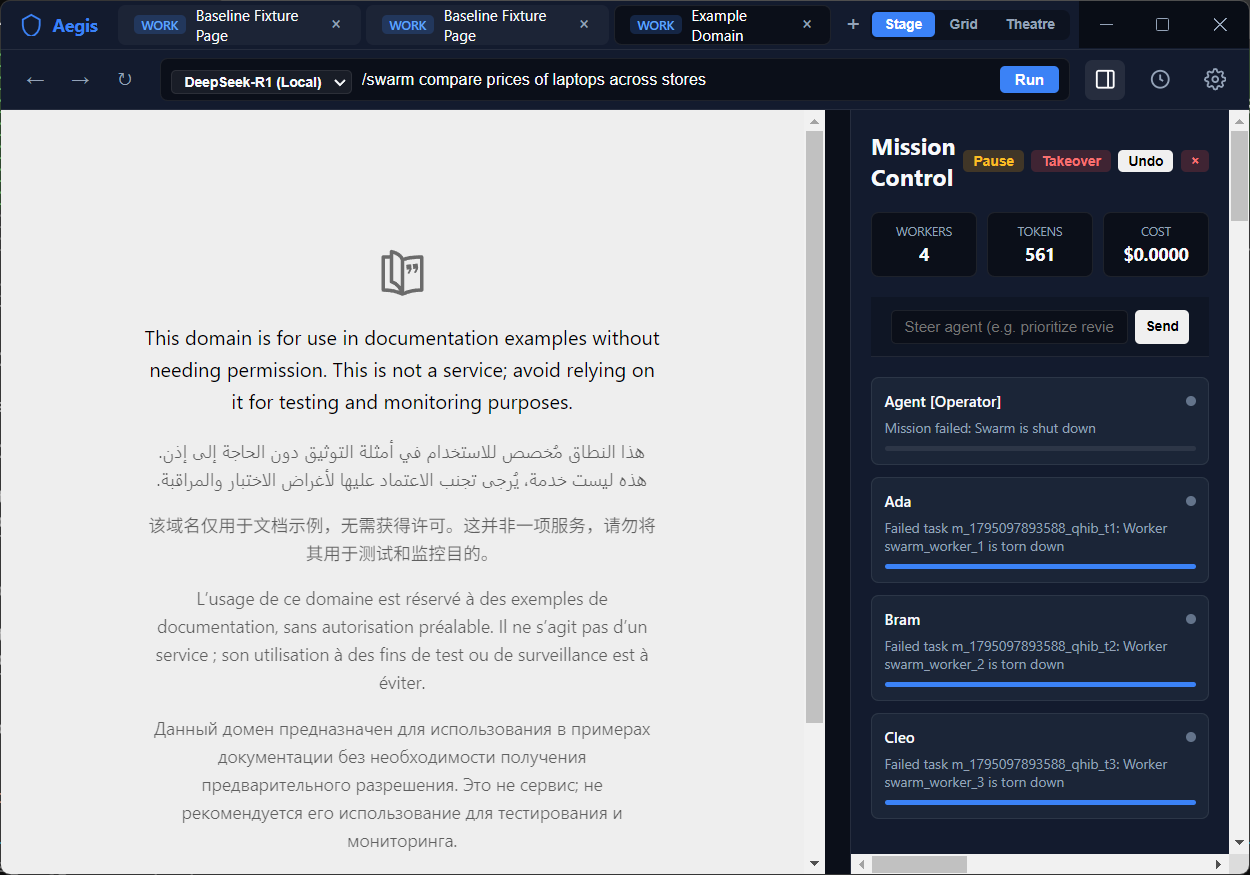 Aegis
WORK
Baseline Fixture
Page
×
WORK
Baseline Fixture
Page
×
WORK
Example
Domain
×
+
Stage
Grid
Theatre
DeepSeek-R1 (Local)
/swarm compare prices of laptops across stores
Run
This domain is for use in documentation examples without
needing permission. This is not a service; avoid relying on
it for testing and monitoring purposes.
هذا النطاق مُخصص للاستخدام في أمثلة التوثيق دون الحاجة إلى إذن.
هذه ليست خدمة، يُرجى تجنب الاعتماد عليها لأغراض الاختبار والمراقبة.
该域名仅用于文档示例，无需获得许可。这并非一项服务，请勿将
其用于测试和监控目的。
L’usage de ce domaine est réservé à des exemples de
documentation, sans autorisation préalable. Il ne s’agit pas d’un
service ; son utilisation à des fins de test ou de surveillance est à
éviter.
Данный домен предназначен для использования в примерах
документации без необходимости получения
предварительного разрешения. Это не сервис; не
рекомендуется его использование для тестирования и
мониторинга.
Mission
Control
Pause
Takeover
Undo
×
WORKERS
4
TOKENS
561
COST
$0.0000
Steer agent (e.g. prioritize revie
Send
Agent [Operator]
Mission failed: Swarm is shut down
Ada
Failed task m_1795097893588_qhib_t1: Worker
swarm_worker_1 is torn down
Bram
Failed task m_1795097893588_qhib_t2: Worker
swarm_worker_2 is torn down
Cleo
Failed task m_1795097893588_qhib_t3: Worker
swarm_worker_3 is torn down